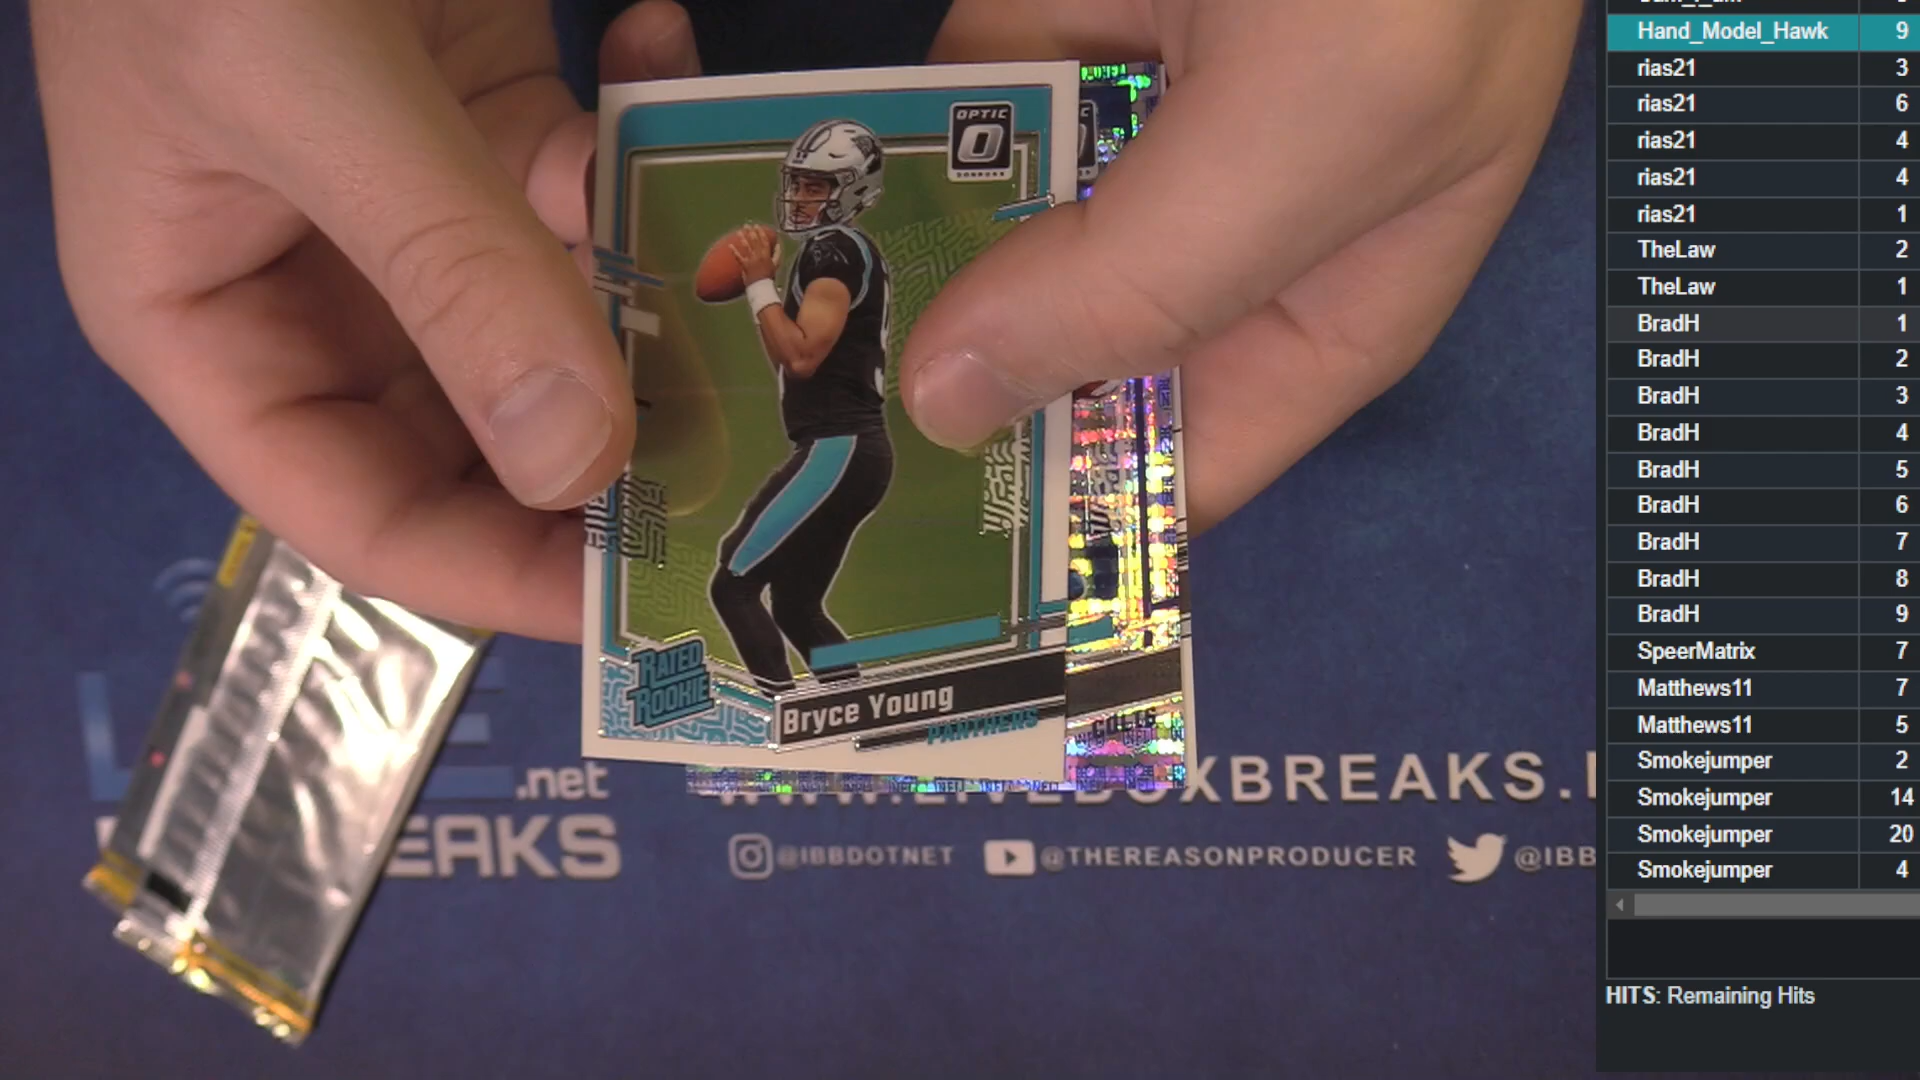 OPTIC
DONRUSS
RATED
ROOKIE
Bryce Young
PANTHERS
COLTS
.net
EAKS
@IBBDOTNET
@THEREASONPRODUCER
@IBB
Hand_Model_Hawk 9
rias21 3
rias21 6
rias21 4
rias21 4
rias21 1
TheLaw 2
TheLaw 1
BradH 1
BradH 2
BradH 3
BradH 4
BradH 5
BradH 6
BradH 7
BradH 8
BradH 9
SpeerMatrix 7
Matthews11 7
Matthews11 5
Smokejumper 2
Smokejumper 14
Smokejumper 20
Smokejumper 4
HITS: Remaining Hits